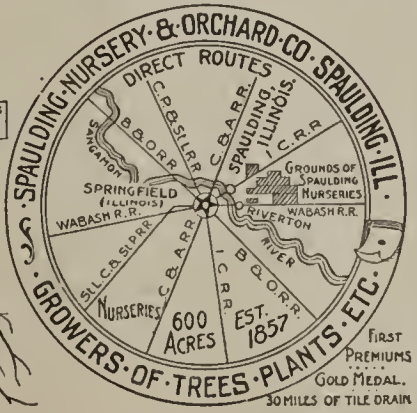 SPAULDING · NURSERY · & · ORCHARD · CO · SPAULDING · ILL ·
DIRECT ROUTES
C. P. & ST. L. R.R.
C. & A. R.R.
SPAULDING,
ILLINOIS.
I. C. R. R.
B & O. R.R.
SANGAMON
GROUNDS OF
SPAULDING
NURSERIES
SPRINGFIELD
(ILLINOIS)
WABASH R.R.
WABASH R.R.
RIVERTON
RIVER
ST. L. C. & ST. P. R.R.
C. & A. R.R.
I. C. R.R.
B & O. R.R.
NURSERIES
600
ACRES
EST.
1857
· GROWERS · OF · TREES · PLANTS · ETC ·
FIRST
PREMIUMS
GOLD MEDAL.
30 MILES OF TILE DRAIN